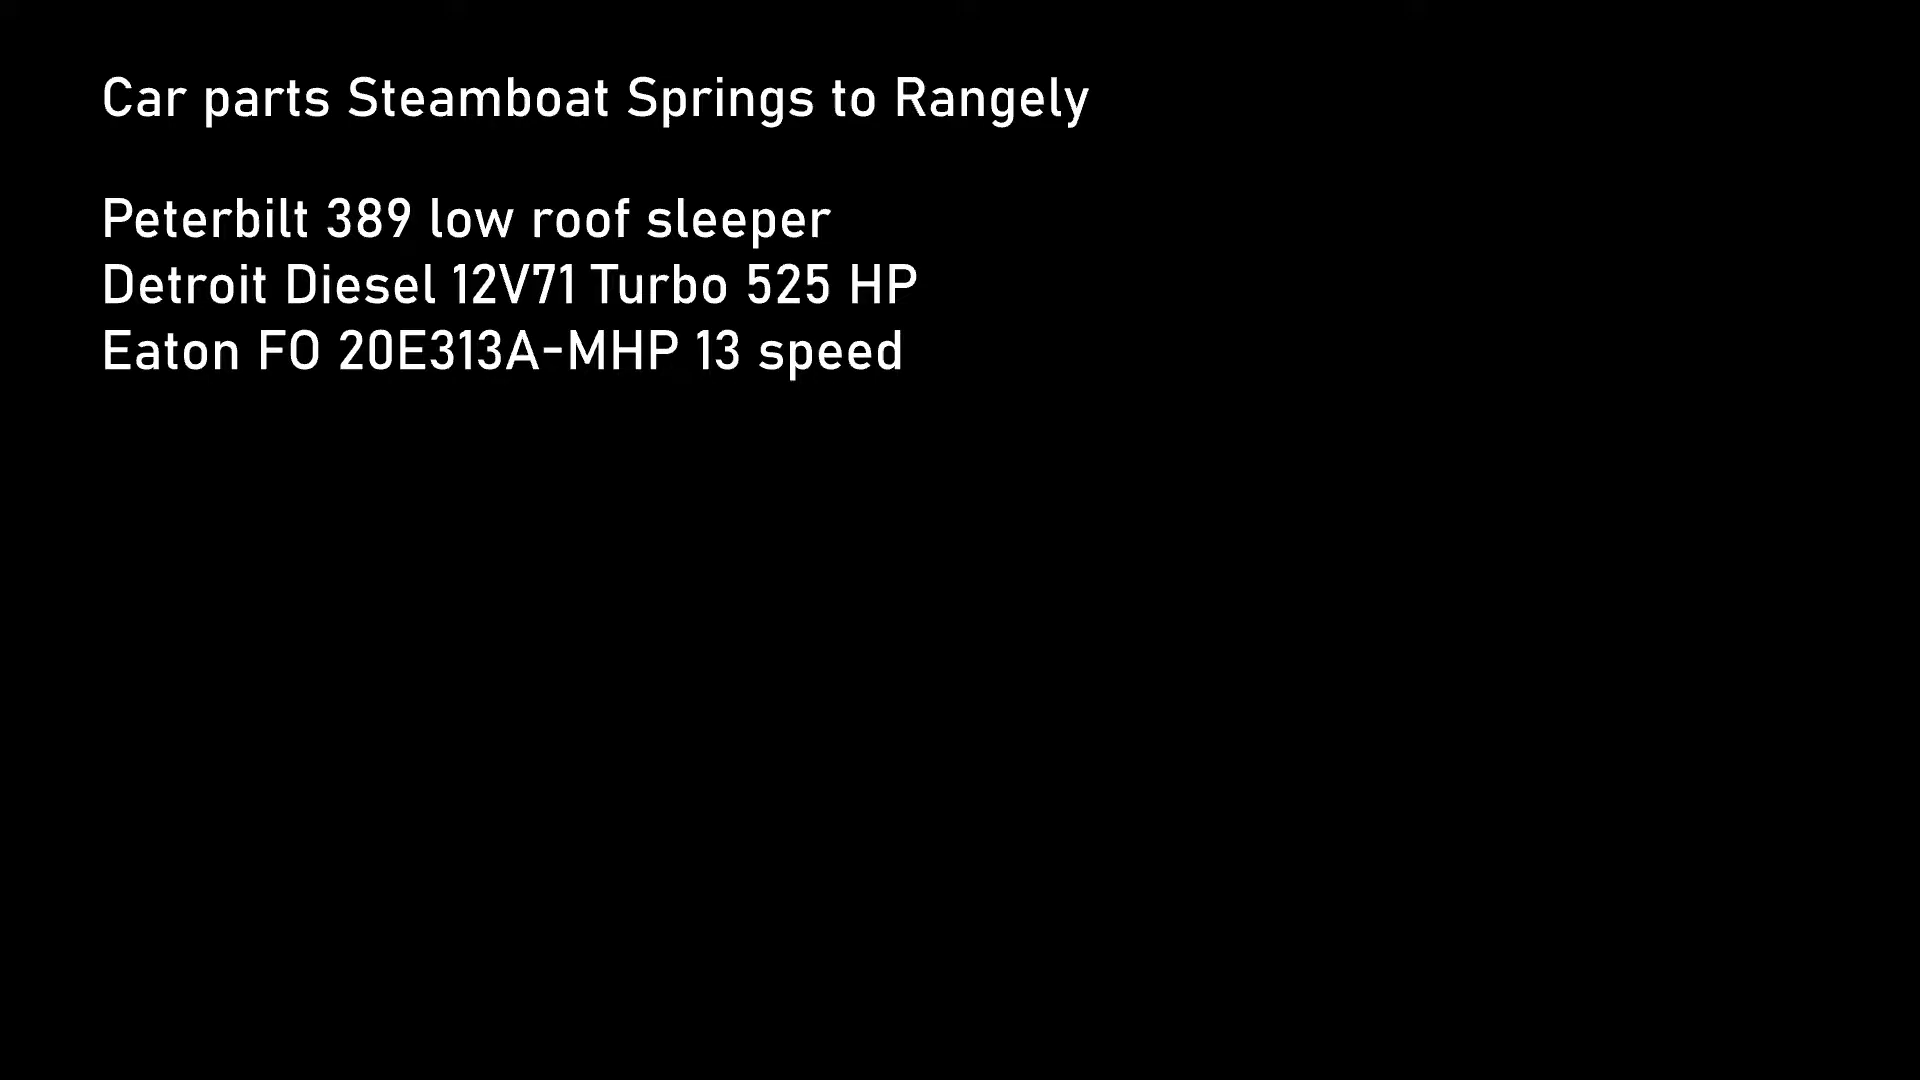 Car parts Steamboat Springs to Rangely
Peterbilt 389 low roof sleeper
Detroit Diesel 12V71 Turbo 525 HP
Eaton FO 20E313A-MHP 13 speed